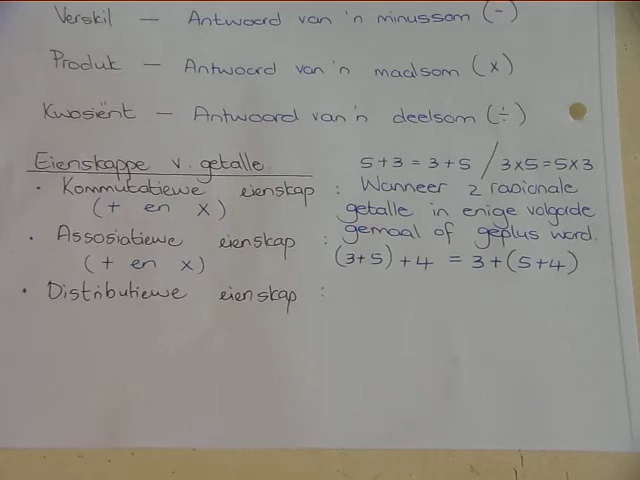 Verskil — Antwoord van 'n minussom (-)
Produk — Antwoord van 'n maalsom (x)
Kwosiënt — Antwoord van 'n deelsom (÷)
Eienskappe v. getalle.
5+3 = 3+5 / 3x5 = 5x3
• Kommutatiewe eienskap : Wanneer 2 rasionale
(+ en x) getalle in enige volgorde
gemaal of geplus word.
• Assosiatiewe eienskap :
(+ en x) (3+5)+4 = 3+(5+4)
• Distributiewe eienskap :